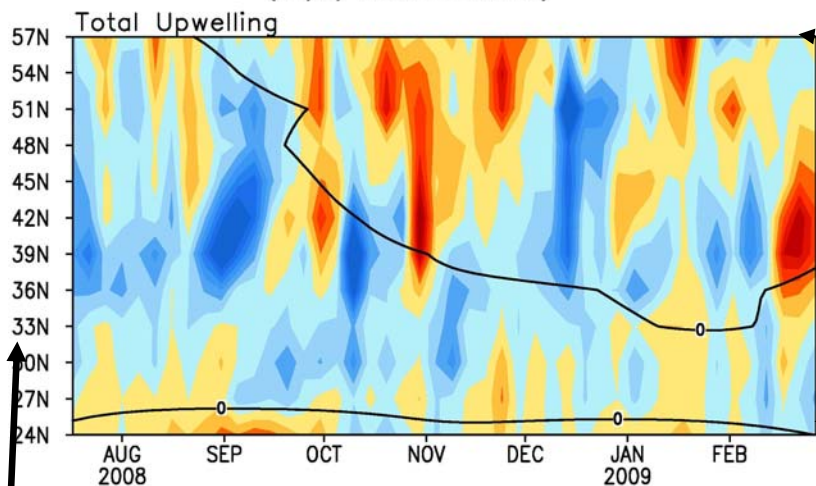 Total Upwelling
57N
54N
51N
48N
45N
42N
39N
36N
33N
30N
27N
24N
0
0
0
AUG SEP OCT NOV DEC JAN FEB
2008 2009